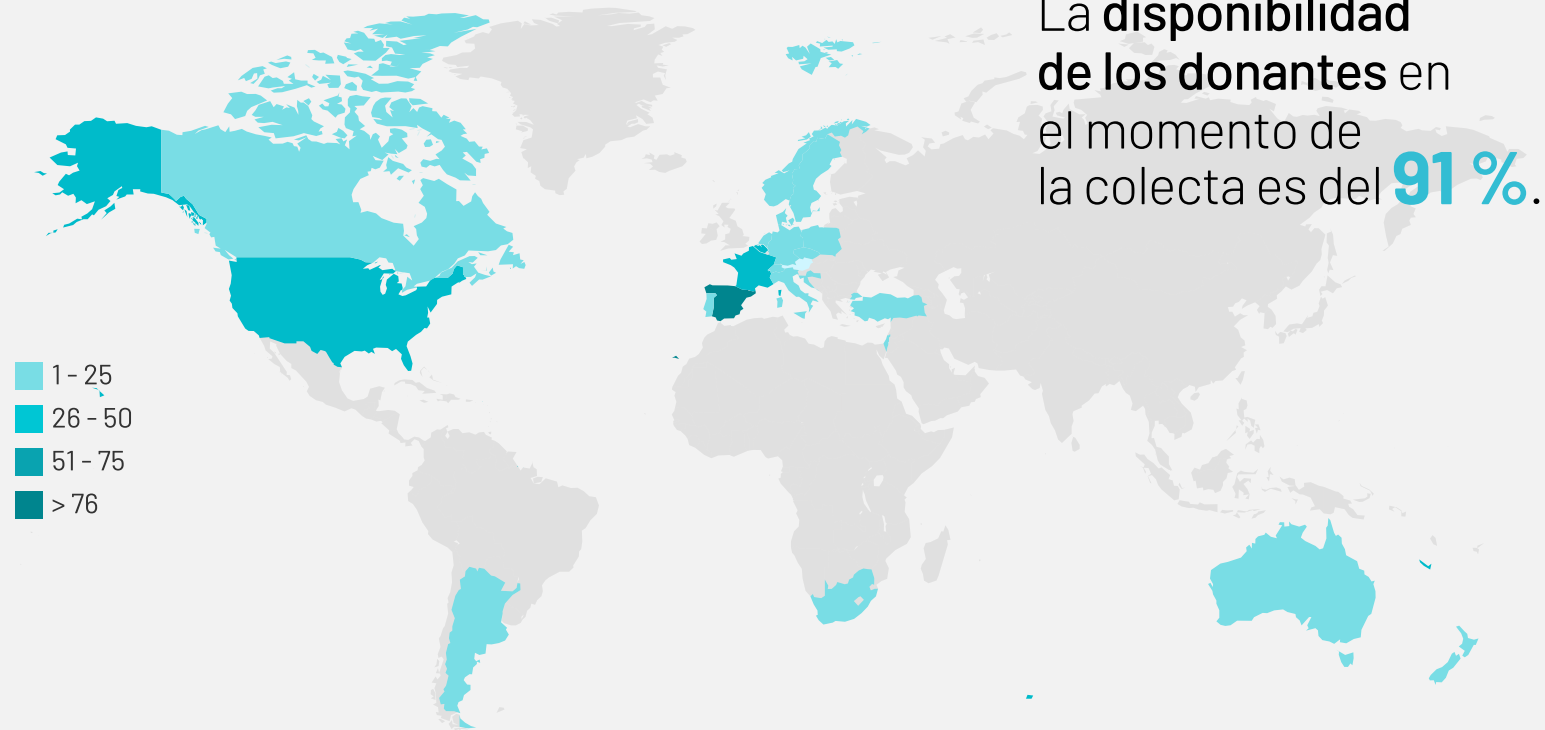 La disponibilidad
de los donantes en
el momento de
la colecta es del 91 %.
1 - 25
26 - 50
51 - 75
> 76